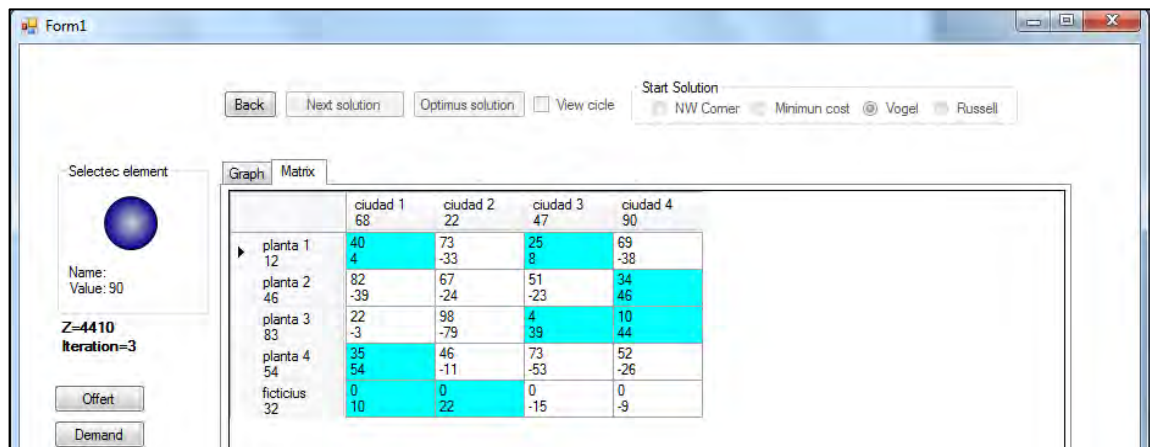 Form1
Start Solution
Back Next solution Optimus solution View cicle NW Corner Minimun cost Vogel Russell
Selectec element
Graph Matrix
ciudad 1 ciudad 2 ciudad 3 ciudad 4
68 22 47 90
planta 1 40 73 25 69
12 4 -33 8 -38
Name:
Value: 90
planta 2 82 67 51 34
46 -39 -24 -23 46
planta 3 22 98 4 10
83 -3 -79 39 44
Z=4410
Iteration=3
planta 4 35 46 73 52
54 54 -11 -53 -26
ficticius 0 0 0 0
32 10 22 -15 -9
Offert
Demand